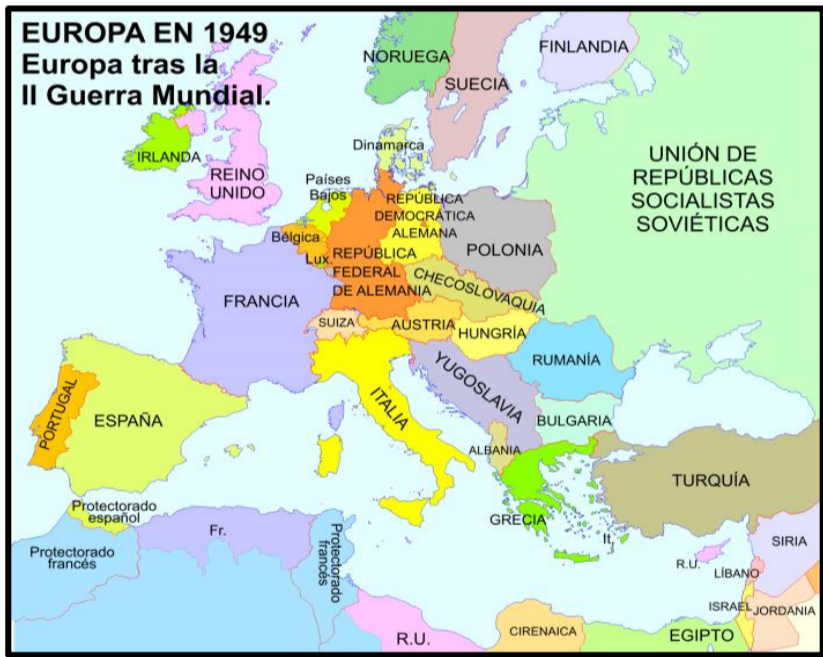 EUROPA EN 1949
Europa tras la
II Guerra Mundial.
NORUEGA
SUECIA
FINLANDIA
IRLANDA
REINO
UNIDO
Dinamarca
Países
Bajos
Bélgica
Lux.
REPÚBLICA
DEMOCRÁTICA
ALEMANA
REPÚBLICA
FEDERAL
DE ALEMANIA
POLONIA
UNIÓN DE
REPÚBLICAS
SOCIALISTAS
SOVIÉTICAS
CHECOSLOVAQUIA
FRANCIA
SUIZA
AUSTRIA
HUNGRÍA
RUMANÍA
YUGOSLAVIA
ITALIA
BULGARIA
PORTUGAL
ESPAÑA
ALBANIA
GRECIA
It.
TURQUÍA
Protectorado
español
Protectorado
francés
Fr.
Protectorado
francés
R.U.
CIRENAICA
EGIPTO
R.U.
SIRIA
LÍBANO
ISRAEL
JORDANIA